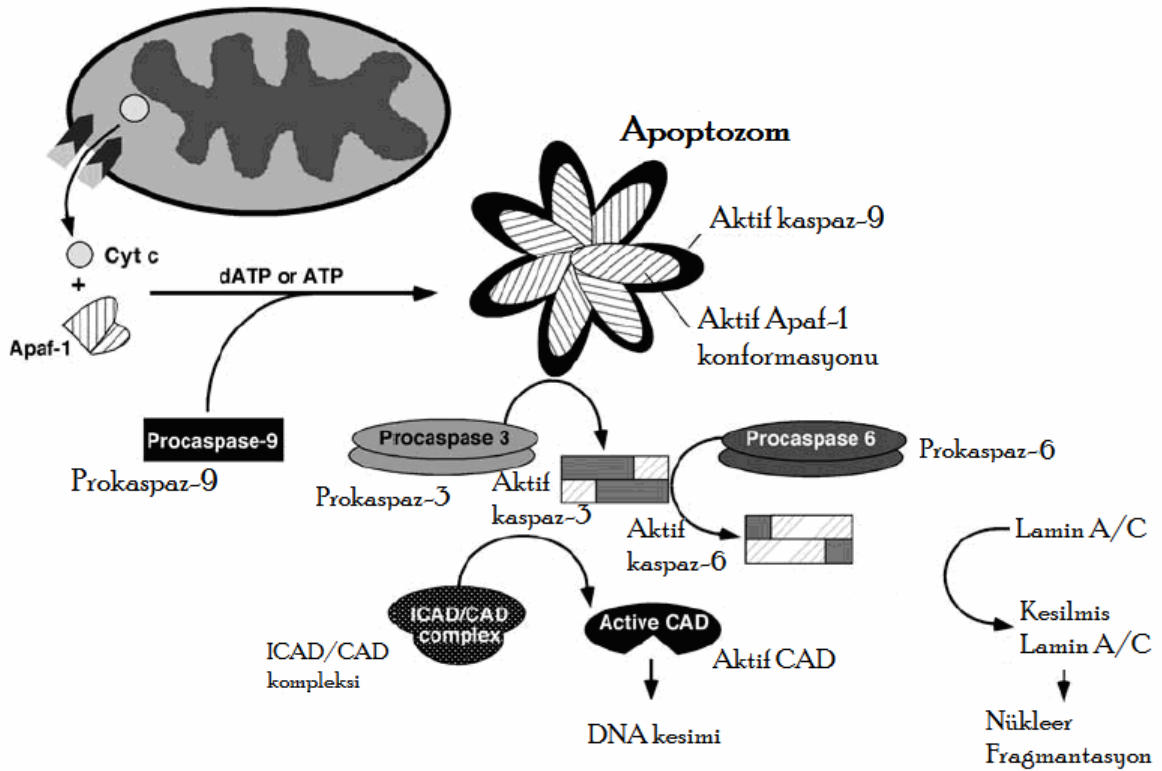 Apoptozom
Aktif kaspaz-9
Cyt c
+
dATP or ATP
Apaf-1
Aktif Apaf-1
konformasyonu
Procaspase-9
Prokaspaz-9
Procaspase 3
Prokaspaz-3
Aktif
kaspaz-3
Procaspase 6
Prokaspaz-6
Aktif
kaspaz-6
Lamin A/C
ICAD/CAD
complex
ICAD/CAD
kompleksi
Active CAD
Aktif CAD
Kesilmis
Lamin A/C
DNA kesimi
Nükleer
Fragmantasyon